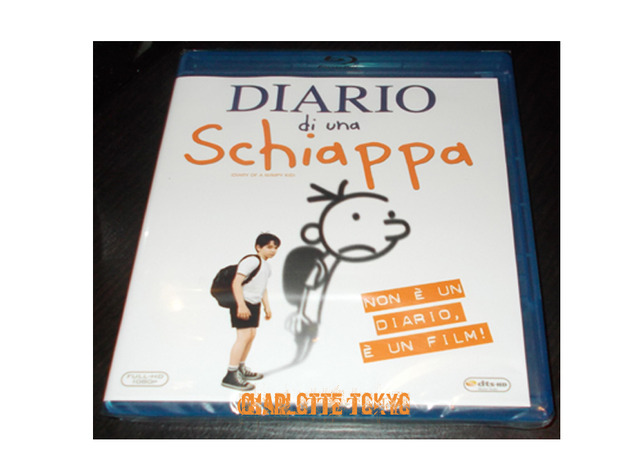 DIARIO
di una
Schiappa
DIARY OF A WIMPY KID
NON È UN
DIARIO,
È UN FILM!
FULL-HD
1080P
dts-HD
CHARLOTTE TOKYO